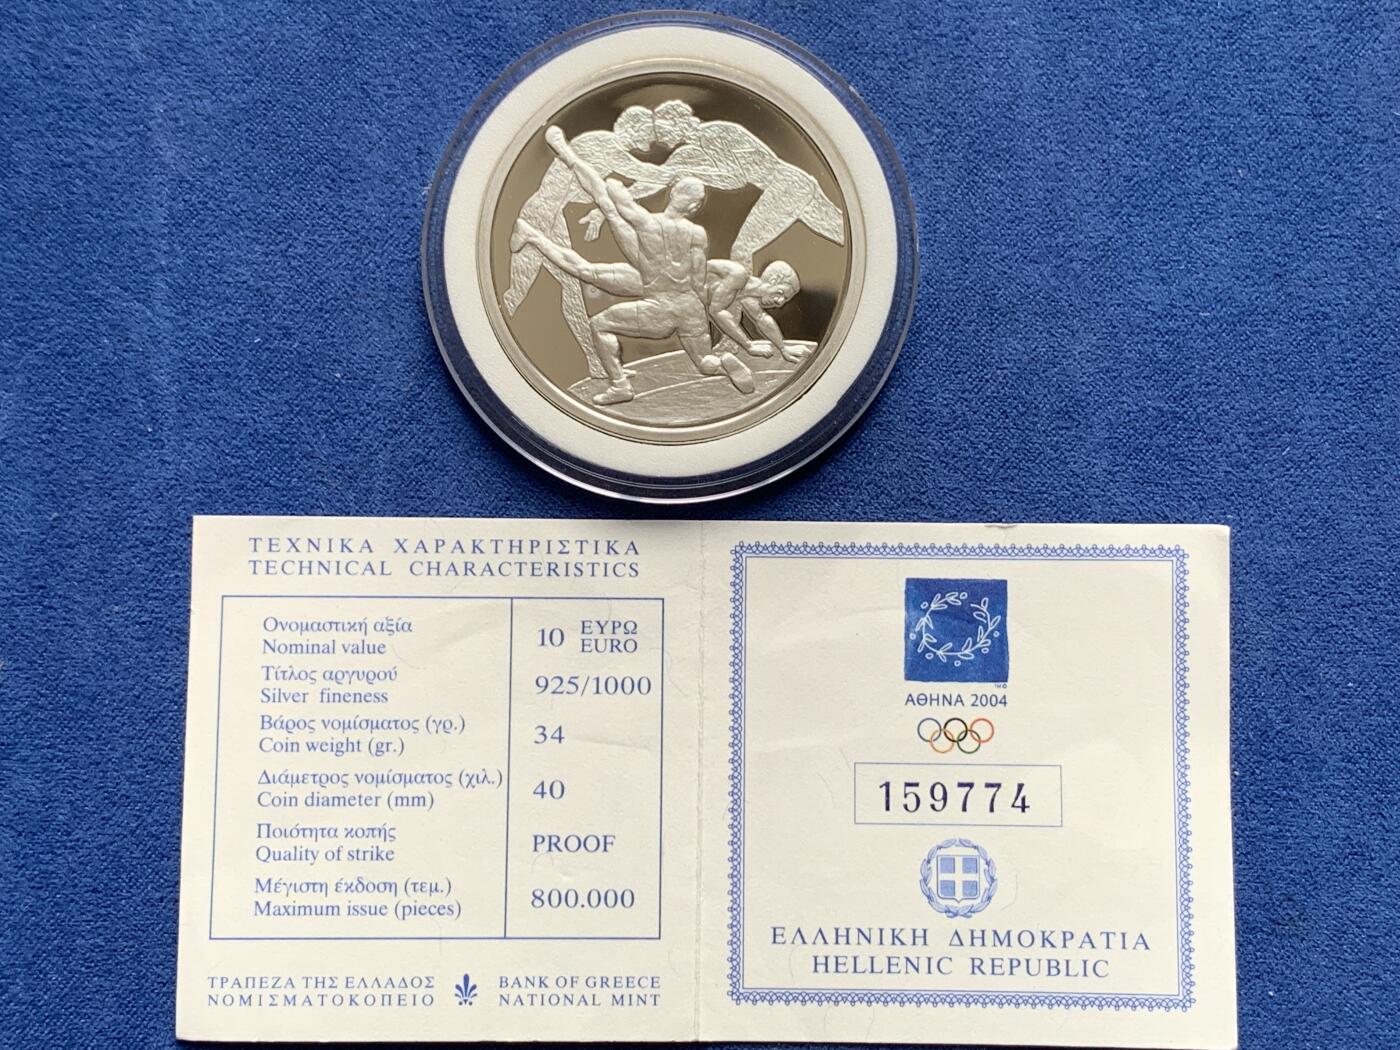 ΤΕΧΝΙΚΑ ΧΑΡΑΚΤΗΡΙΣΤΙΚΑ
TECHNICAL CHARACTERISTICS
Ονομαστική αξία
Nominal value
10 ΕΥΡΩ
EURO
Τίτλος αργυρού
Silver fineness
925/1000
Βάρος νομίσματος (γρ.)
Coin weight (gr.)
34
Διάμετρος νομίσματος (χιλ.)
Coin diameter (mm)
40
Ποιότητα κοπής
Quality of strike
PROOF
Μέγιστη έκδοση (τεμ.)
Maximum issue (pieces)
800.000
ΤΡΑΠΕΖΑ ΤΗΣ ΕΛΛΑΔΟΣ
ΝΟΜΙΣΜΑΤΟΚΟΠΕΙΟ
BANK OF GREECE
NATIONAL MINT
TM
ΑΘΗΝΑ 2004
159774
ΕΛΛΗΝΙΚΗ ΔΗΜΟΚΡΑΤΙΑ
HELLENIC REPUBLIC